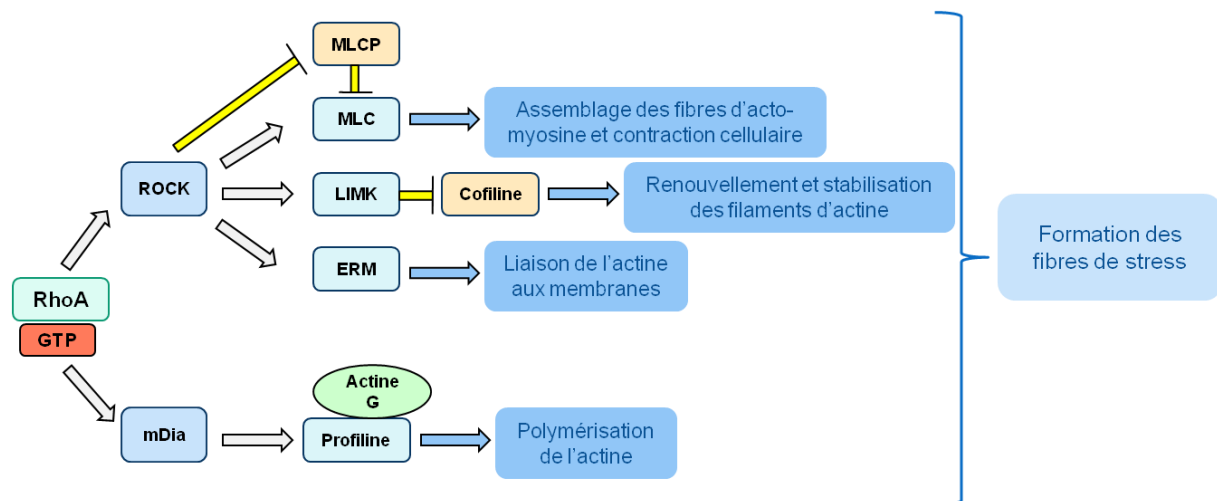 MLCP
MLC
Assemblage des fibres d'acto-
myosine et contraction cellulaire
ROCK
LIMK
Cofiline
Renouvellement et stabilisation
des filaments d'actine
ERM
Liaison de l'actine
aux membranes
Formation des
fibres de stress
RhoA
GTP
mDia
Actine
G
Profiline
Polymérisation
de l'actine